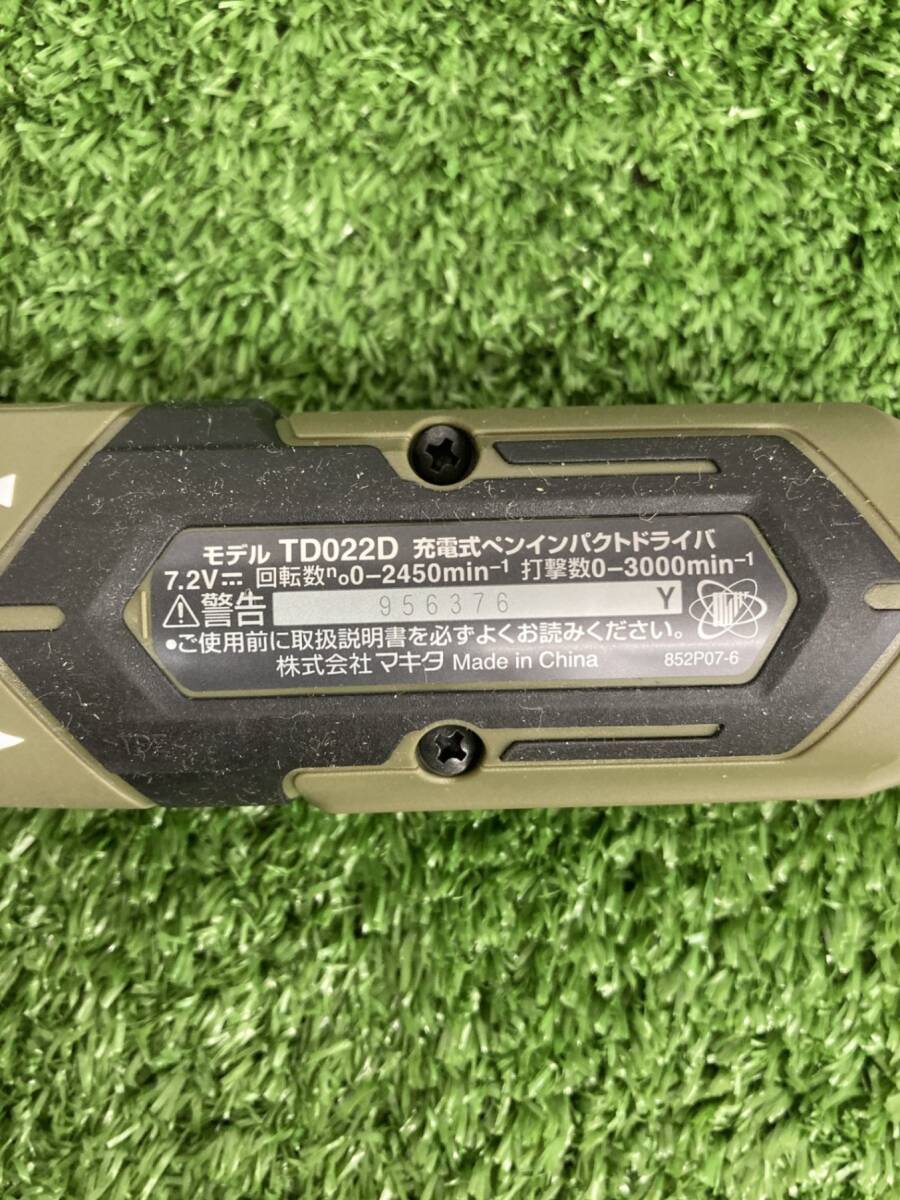 モデル TD022D 充電式ペンインパクトドライバ
7.2V⎓ 回転数n₀0-2450min⁻¹ 打撃数0-3000min⁻¹
⚠警告 956376 Y
●ご使用前に取扱説明書を必ずよくお読みください。
株式会社 マキタ Made in China 852P07-6